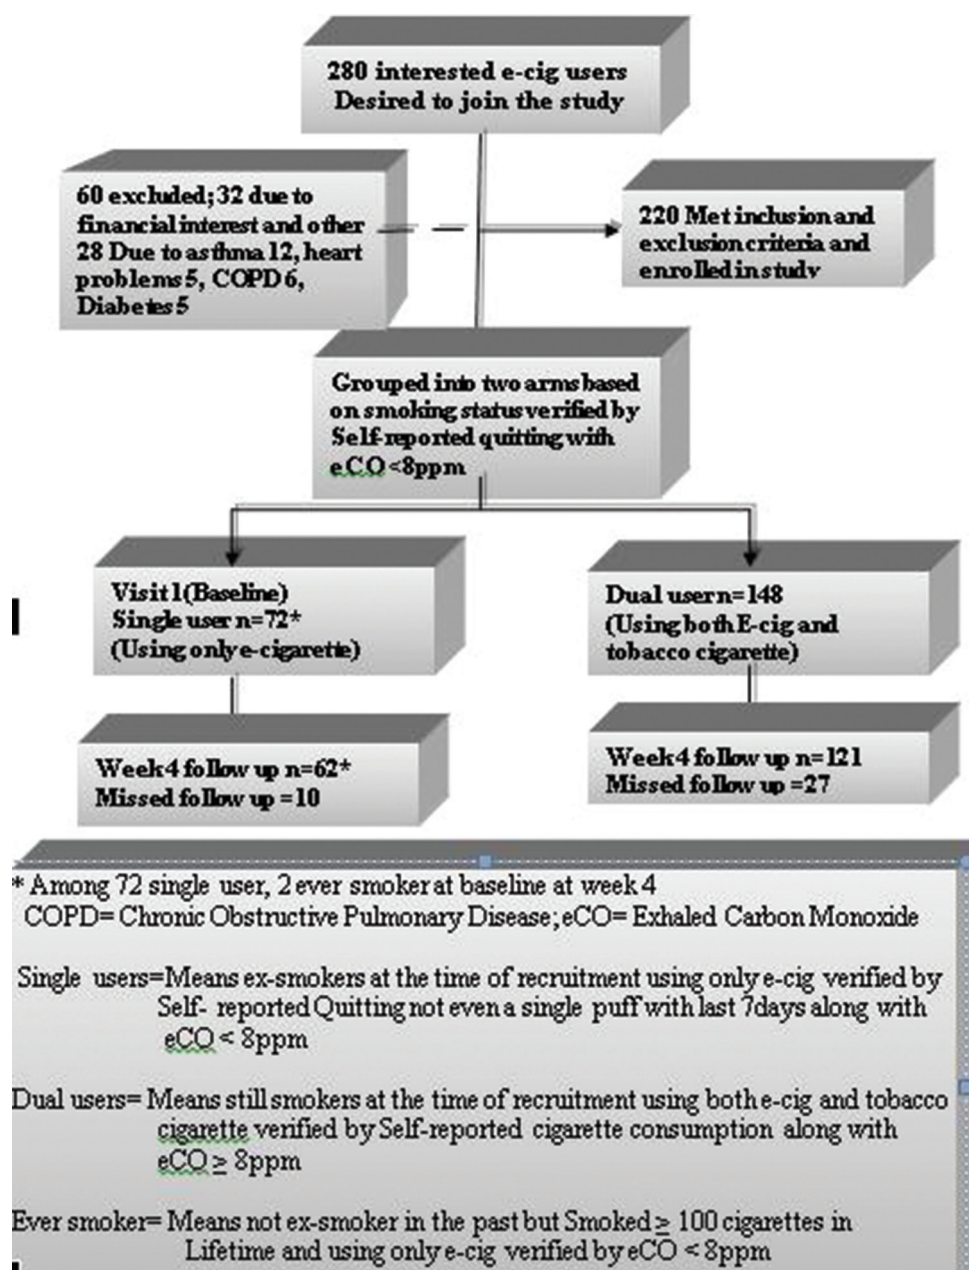 280 interested e-cig users
Desired to join the study
60 excluded; 32 due to
financial interest and other
28 Due to asthma 12, heart
problems 5, COPD 6,
Diabetes 5
220 Met inclusion and
exclusion criteria and
enrolled in study
Grouped into two arms based
on smoking status verified by
Self-reported quitting with
eCO <8ppm
Visit 1(Baseline)
Single user n=72*
(Using only e-cigarette)
Dual user n=148
(Using both E-cig and
tobacco cigarette)
Week 4 follow up n=62*
Missed follow up =10
Week 4 follow up n=121
Missed follow up =27
* Among 72 single user, 2 ever smoker at baseline at week 4
COPD= Chronic Obstructive Pulmonary Disease; eCO= Exhaled Carbon Monoxide
Single users=Means ex-smokers at the time of recruitment using only e-cig verified by
Self- reported Quitting not even a single puff with last 7days along with
eCO < 8ppm
Dual users= Means still smokers at the time of recruitment using both e-cig and tobacco
cigarette verified by Self-reported cigarette consumption along with
eCO ≥ 8ppm
Ever smoker= Means not ex-smoker in the past but Smoked ≥ 100 cigarettes in
Lifetime and using only e-cig verified by eCO < 8ppm